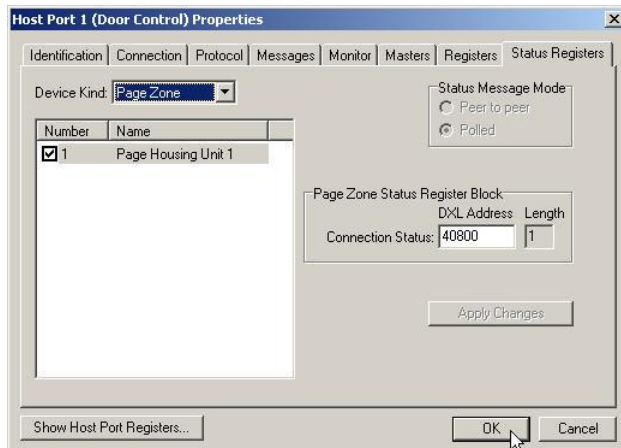 Host Port 1 (Door Control) Properties
Identification Connection Protocol Messages Monitor Masters Registers Status Registers
Device Kind: Page Zone
Status Message Mode
Peer to peer
Polled
Number Name
1 Page Housing Unit 1
Page Zone Status Register Block
DXL Address Length
Connection Status: 40800 1
Apply Changes
Show Host Port Registers...
OK Cancel